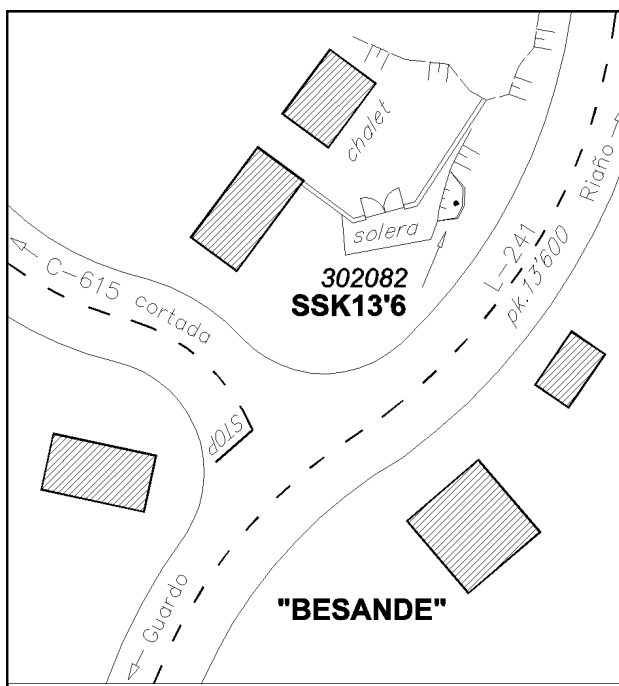 chalet
solera
302082
SSK13'6
L-241
pk.13'600
Riaño
C-615 cortada
STOP
Guardo
"BESANDE"